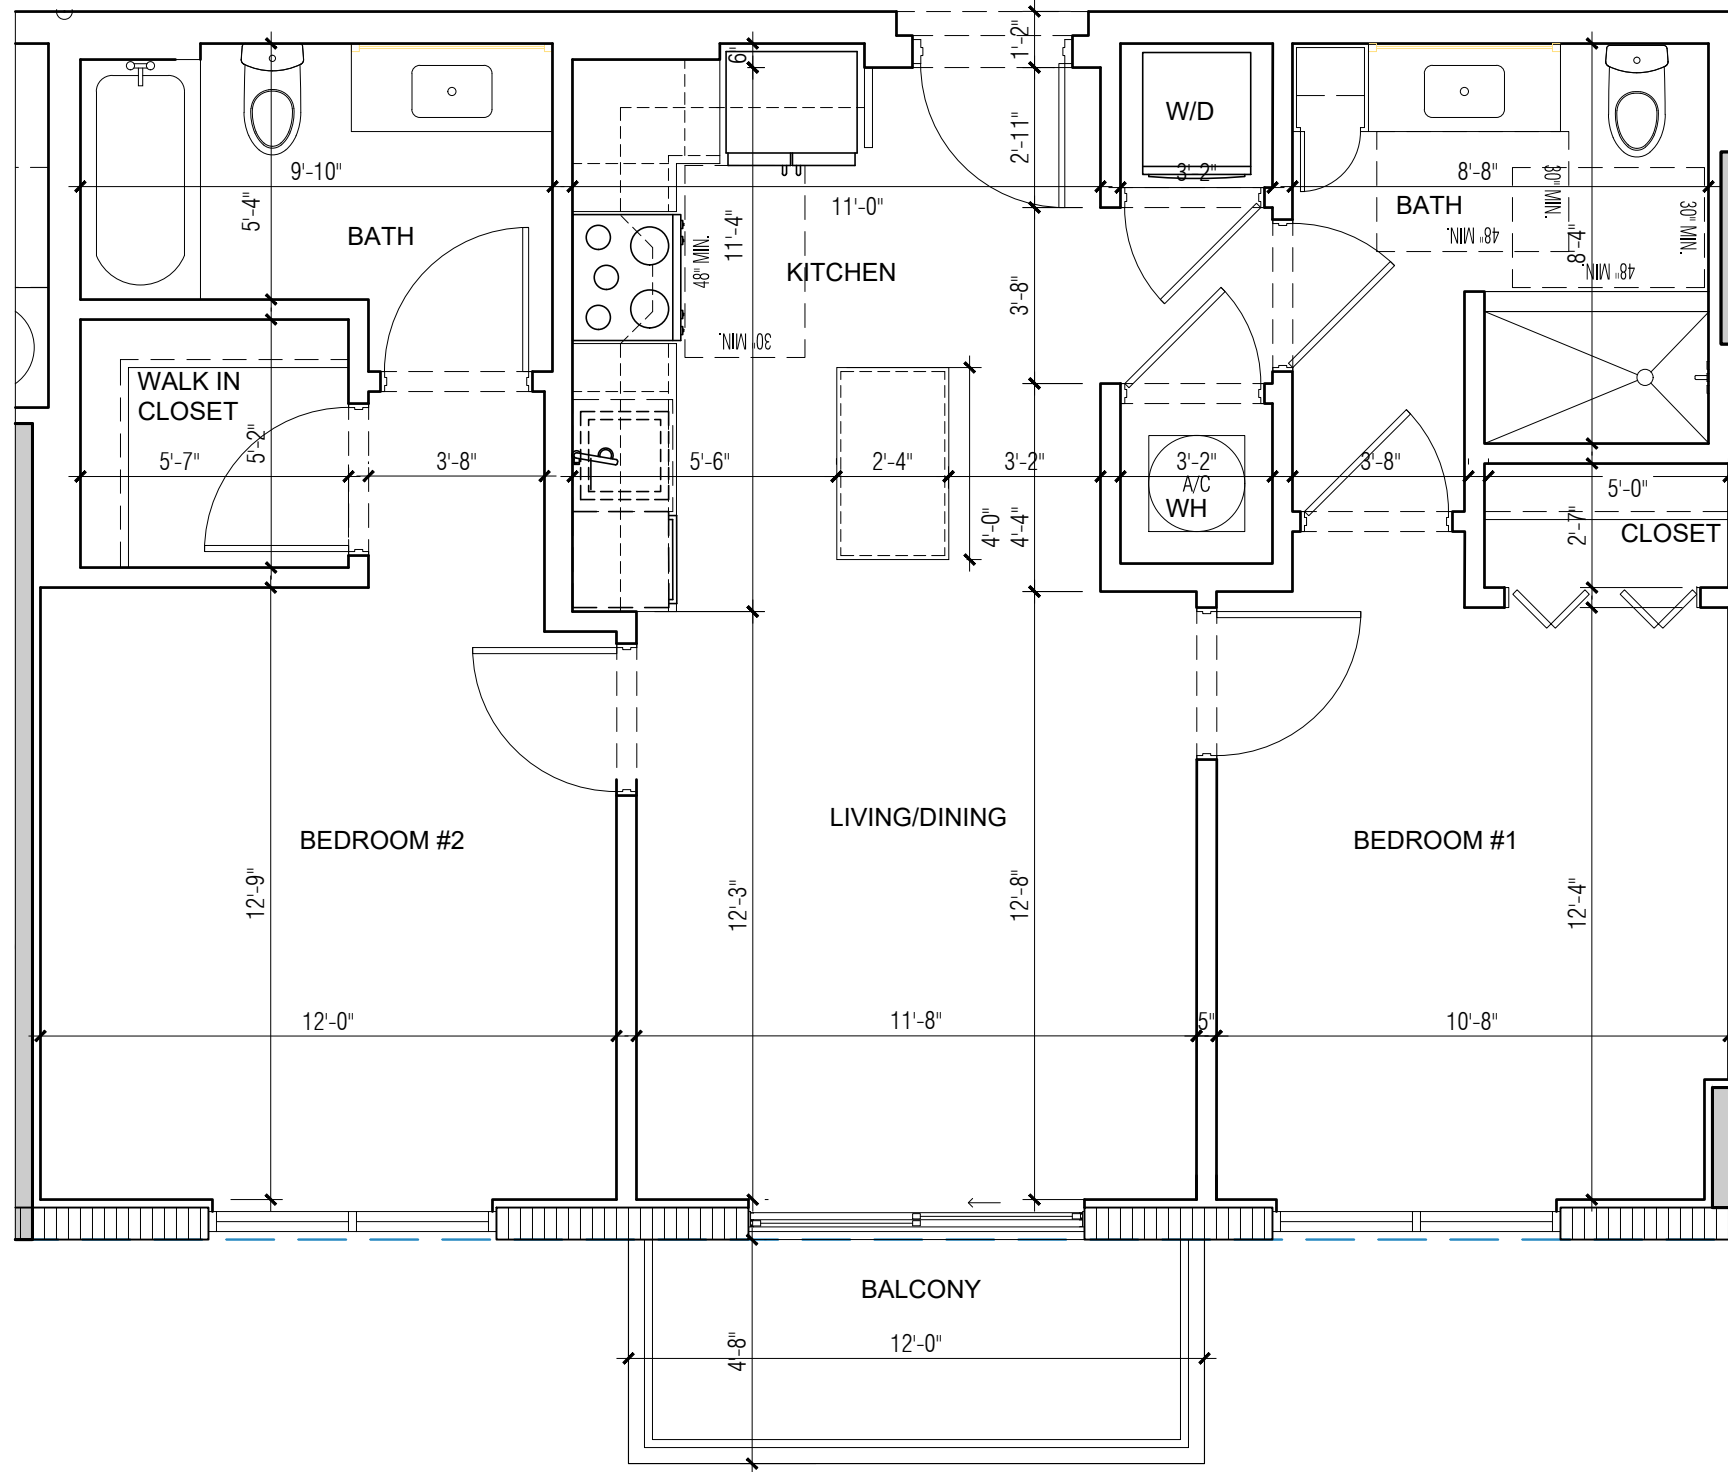 1'-2"
6"
W/D
2'-11"
9'-10"
3'-2"
8'-8"
30" MIN.
30" MIN.
5'-4"
11'-0"
BATH
BATH
11'-4"
48" MIN.
48" MIN.
8'-4"
48" MIN.
KITCHEN
3'-8"
30" MIN.
WALK IN
CLOSET
5'-2"
5'-7"
3'-8"
5'-6"
2'-4"
3'-2"
3'-2"
3'-8"
A/C
WH
5'-0"
4'-0"
4'-4"
2'-7"
CLOSET
LIVING/DINING
BEDROOM #2
BEDROOM #1
12'-9"
12'-3"
12'-8"
12'-4"
12'-0"
11'-8"
5"
10'-8"
BALCONY
12'-0"
4'-8"